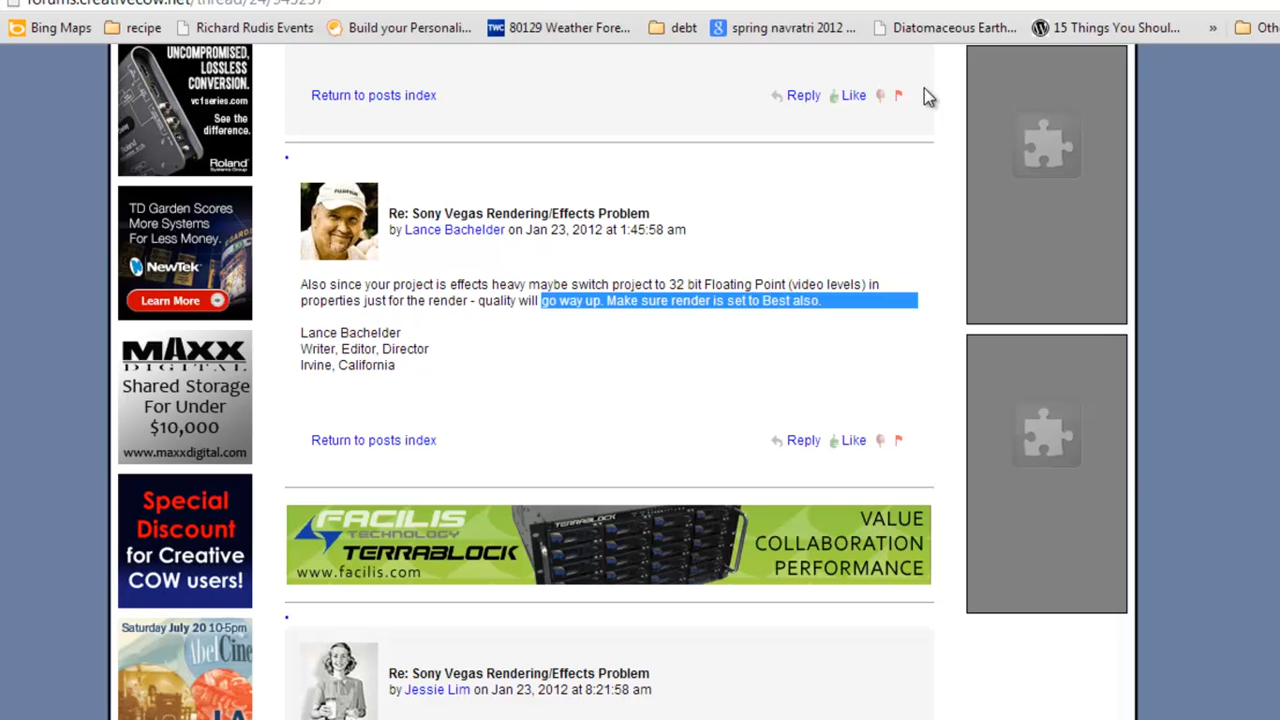 forums.creativecow.net/thread/24/943257
Bing Maps recipe Richard Rudis Events Build your Personali... TWC 80129 Weather Fore... debt spring navratri 2012 ... Diatomaceous Earth... 15 Things You Shou... » Oth
UNCOMPROMISED,
LOSSLESS
CONVERSION.
vc1series.com
See the
difference.
Roland
Systems Group
TD Garden Scores
More Systems
For Less Money.
NewTek
Learn More
MAXX
DIGITAL
Shared Storage
For Under
$10,000
www.maxxdigital.com
Special
Discount
for Creative
COW users!
Saturday July 20 10-5pm
AbelCine
LA
Return to posts index Reply Like
Re: Sony Vegas Rendering/Effects Problem
by Lance Bachelder on Jan 23, 2012 at 1:45:58 am
Also since your project is effects heavy maybe switch project to 32 bit Floating Point (video levels) in
properties just for the render - quality will go way up. Make sure render is set to Best also.
Lance Bachelder
Writer, Editor, Director
Irvine, California
Return to posts index Reply Like
FACILIS
TECHNOLOGY
TERRABLOCK
www.facilis.com
TERRABLOCK
VALUE
COLLABORATION
PERFORMANCE
Re: Sony Vegas Rendering/Effects Problem
by Jessie Lim on Jan 23, 2012 at 8:21:58 am